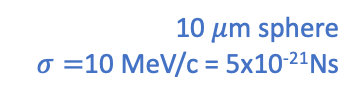 10 μm sphere
σ =10 MeV/c = 5x10⁻²¹Ns